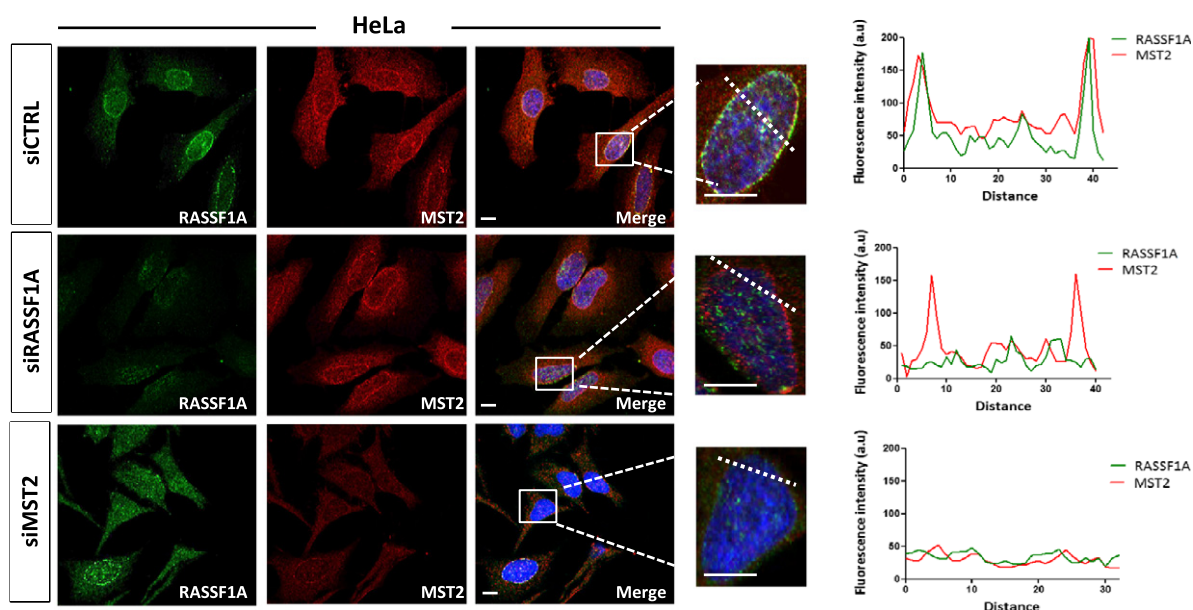 HeLa
siCTRL
RASSF1A
MST2
Merge
Fluorescence intensity (a.u)
200
150
100
50
0
0 10 20 30 40
Distance
RASSF1A
MST2
siRASSF1A
RASSF1A
MST2
Merge
Fluorescence intensity (a.u)
200
150
100
50
0
0 10 20 30 40
Distance
RASSF1A
MST2
siMST2
RASSF1A
MST2
Merge
Fluorescence intensity (a.u)
200
150
100
50
0
0 10 20 30
Distance
RASSF1A
MST2